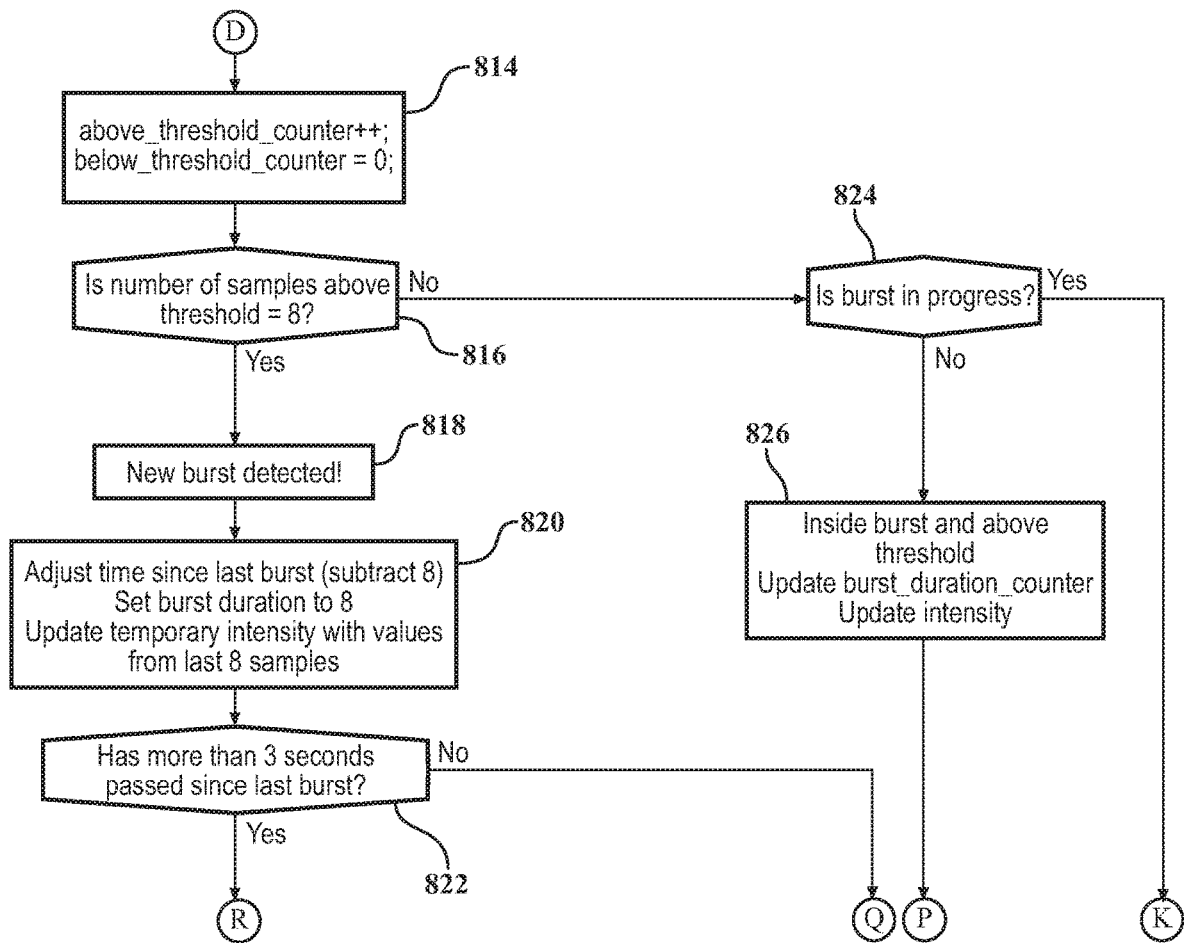 D
814
above_threshold_counter++;
below_threshold_counter = 0;
824
Is number of samples above
threshold = 8?
No
Is burst in progress?
Yes
816
Yes
No
818
New burst detected!
826
820
Inside burst and above
threshold
Update burst_duration_counter
Update intensity
Adjust time since last burst (subtract 8)
Set burst duration to 8
Update temporary intensity with values
from last 8 samples
Has more than 3 seconds
passed since last burst?
No
Yes
822
R
Q
P
K